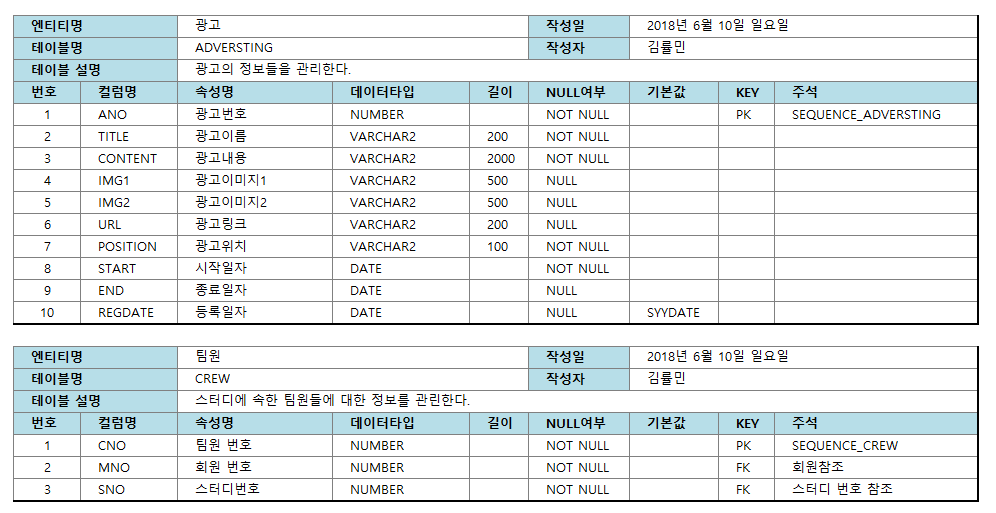 엔티티명 광고 작성일 2018년 6월 10일 일요일
테이블명 ADVERSTING 작성자 김률민
테이블 설명 광고의 정보들을 관리한다.
번호 컬럼명 속성명 데이터타입 길이 NULL여부 기본값 KEY 주석
1 ANO 광고번호 NUMBER NOT NULL PK SEQUENCE_ADVERSTING
2 TITLE 광고이름 VARCHAR2 200 NOT NULL
3 CONTENT 광고내용 VARCHAR2 2000 NOT NULL
4 IMG1 광고이미지1 VARCHAR2 500 NULL
5 IMG2 광고이미지2 VARCHAR2 500 NULL
6 URL 광고링크 VARCHAR2 200 NULL
7 POSITION 광고위치 VARCHAR2 100 NOT NULL
8 START 시작일자 DATE NOT NULL
9 END 종료일자 DATE NULL
10 REGDATE 등록일자 DATE NULL SYYDATE
엔티티명 팀원 작성일 2018년 6월 10일 일요일
테이블명 CREW 작성자 김률민
테이블 설명 스터디에 속한 팀원들에 대한 정보를 관린한다.
번호 컬럼명 속성명 데이터타입 길이 NULL여부 기본값 KEY 주석
1 CNO 팀원 번호 NUMBER NOT NULL PK SEQUENCE_CREW
2 MNO 회원 번호 NUMBER NOT NULL FK 회원참조
3 SNO 스터디번호 NUMBER NOT NULL FK 스터디 번호 참조